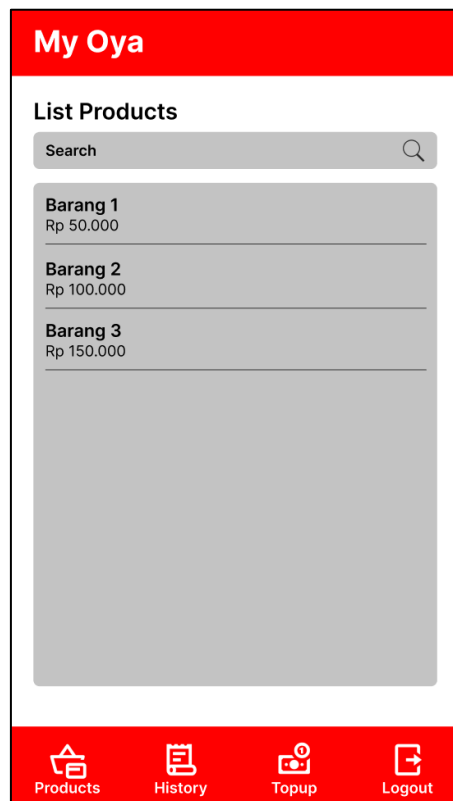 My Oya
List Products
Search
Barang 1
Rp 50.000
Barang 2
Rp 100.000
Barang 3
Rp 150.000
1
Products History Topup Logout